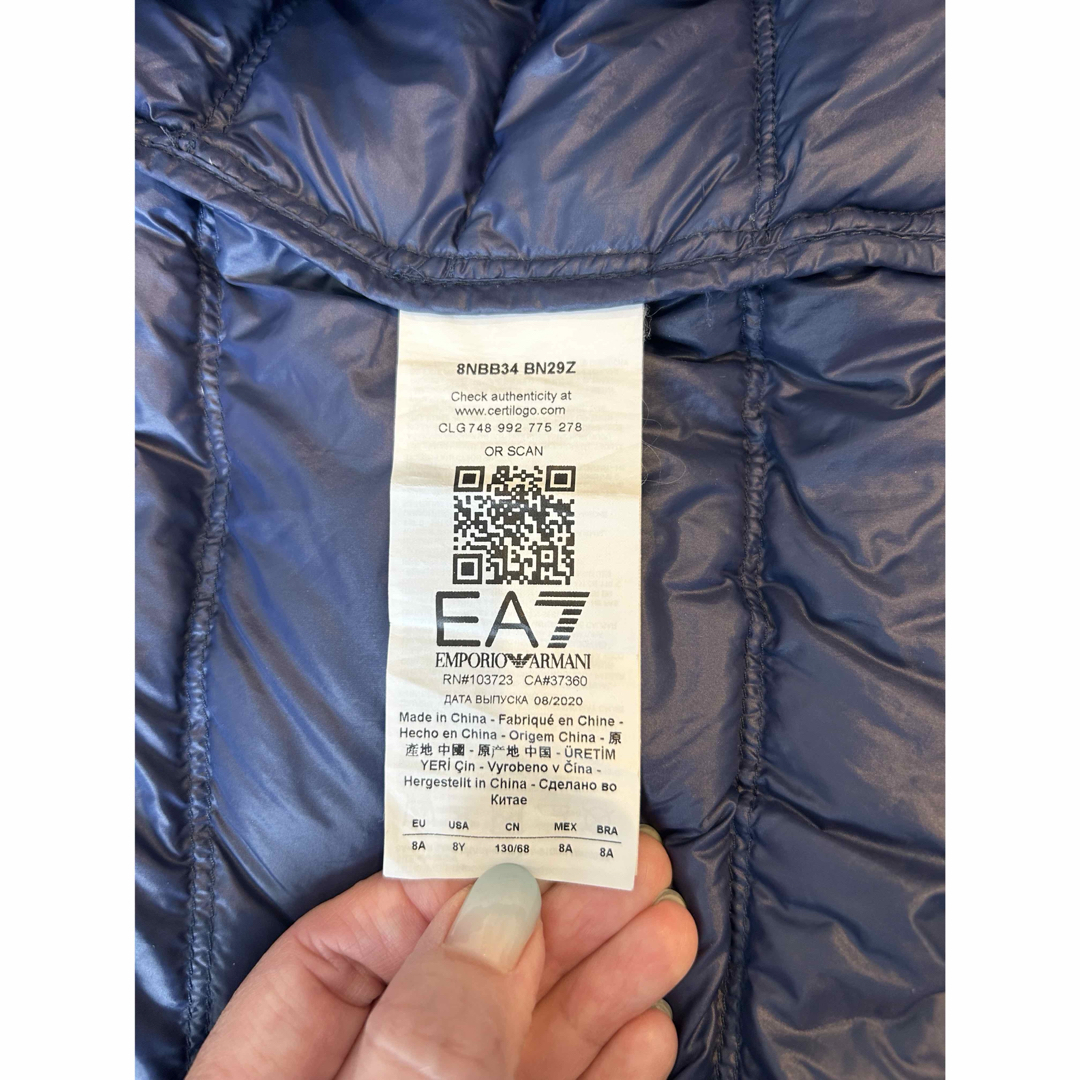 8NBB34 BN29Z
Check authenticity at
www.certilogo.com
CLG748 992 775 278
OR SCAN
EA7
EMPORIO ARMANI
RN#103723 CA#37360
ДАТА ВЫПУСКА 08/2020
Made in China - Fabriqué en Chine -
Hecho en China - Origem China - 原
產地 中國 - 原产地 中国 - ÜRETİM
YERİ Çin - Vyrobeno v Čína -
Hergestellt in China - Сделано во
Китае
EU USA CN MEX BRA
8A 8Y 130/68 8A 8A